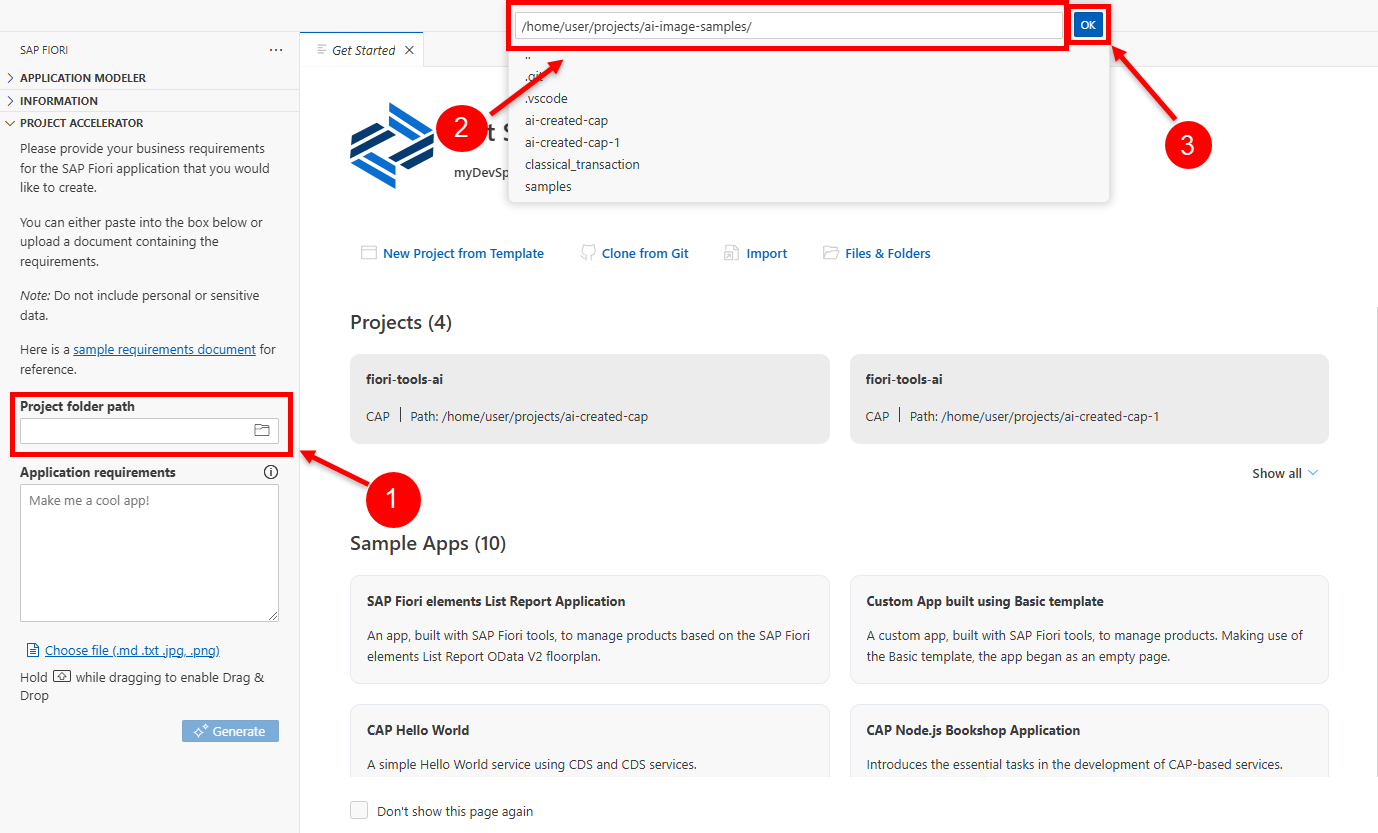 SAP FIORI
APPLICATION MODELER
INFORMATION
PROJECT ACCELERATOR
Please provide your business requirements
for the SAP Fiori application that you would
like to create.
You can either paste into the box below or
upload a document containing the
requirements.
Note: Do not include personal or sensitive
data.
Here is a sample requirements document for
reference.
Project folder path
Application requirements
Make me a cool app!
Choose file (.md .txt .jpg, .png)
Hold while dragging to enable Drag &
Drop
Generate
1
Get Started
/home/user/projects/ai-image-samples/
OK
..
.git
.vscode
ai-created-cap
ai-created-cap-1
classical_transaction
samples
2
3
t S
myDevSp
New Project from Template
Clone from Git
Import
Files & Folders
Projects (4)
fiori-tools-ai
CAP | Path: /home/user/projects/ai-created-cap
fiori-tools-ai
CAP | Path: /home/user/projects/ai-created-cap-1
Show all
Sample Apps (10)
SAP Fiori elements List Report Application
An app, built with SAP Fiori tools, to manage products based on the SAP Fiori
elements List Report OData V2 floorplan.
Custom App built using Basic template
A custom app, built with SAP Fiori tools, to manage products. Making use of
the Basic template, the app began as an empty page.
CAP Hello World
A simple Hello World service using CDS and CDS services.
CAP Node.js Bookshop Application
Introduces the essential tasks in the development of CAP-based services.
Don't show this page again